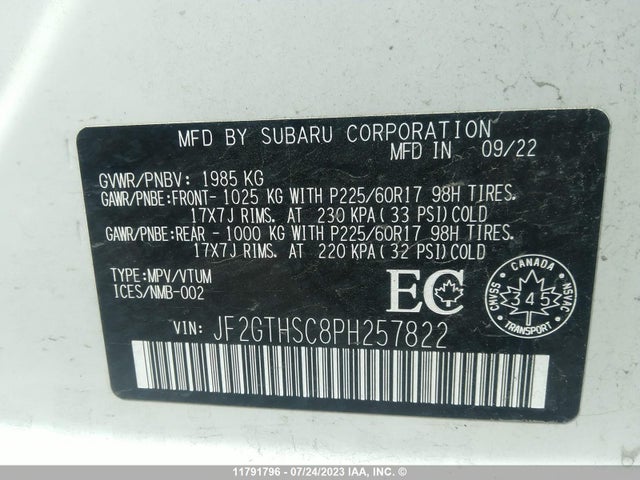 MFD BY SUBARU CORPORATION
MFD IN 09/22
GVWR/PNBV: 1985 KG
GAWR/PNBE:FRONT- 1025 KG WITH P225/60R17 98H TIRES.
17X7J RIMS. AT 230 KPA(33 PSI)COLD
GAWR/PNBE:REAR - 1000 KG WITH P225/60R17 98H TIRES.
17X7J RIMS. AT 220 KPA(32 PSI)COLD
TYPE:MPV/VTUM
ICES/NMB-002
EC
CANADA
CMVSS
345
NSVAC
TRANSPORT
VIN: JF2GTHSC8PH257822
11791796 - 07/24/2023 IAA, Inc. ©